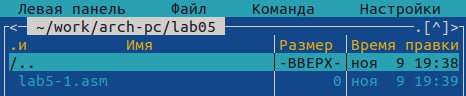 Левая панель Файл Команда Настройки
<— ~/work/arch-pc/lab05 .[^]>
.и Имя Размер Время правки
/.. -ВВЕРХ- ноя 9 19:38
lab5-1.asm 0 ноя 9 19:39